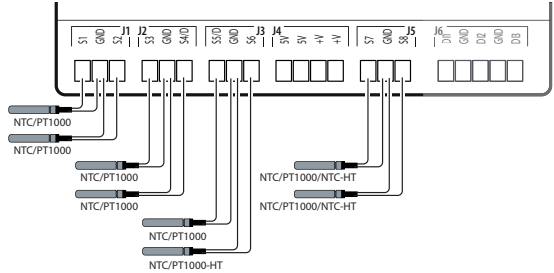 S1 GND S2 J1 J2 S3 GND S4/D S5/D GND S6 J3 J4 5V 5V +V +V S7 GND S8 J5 J6 DI1 GND DI2 GND DI3
NTC/PT1000
NTC/PT1000
NTC/PT1000
NTC/PT1000/NTC-HT
NTC/PT1000
NTC/PT1000/NTC-HT
NTC/PT1000
NTC/PT1000-HT